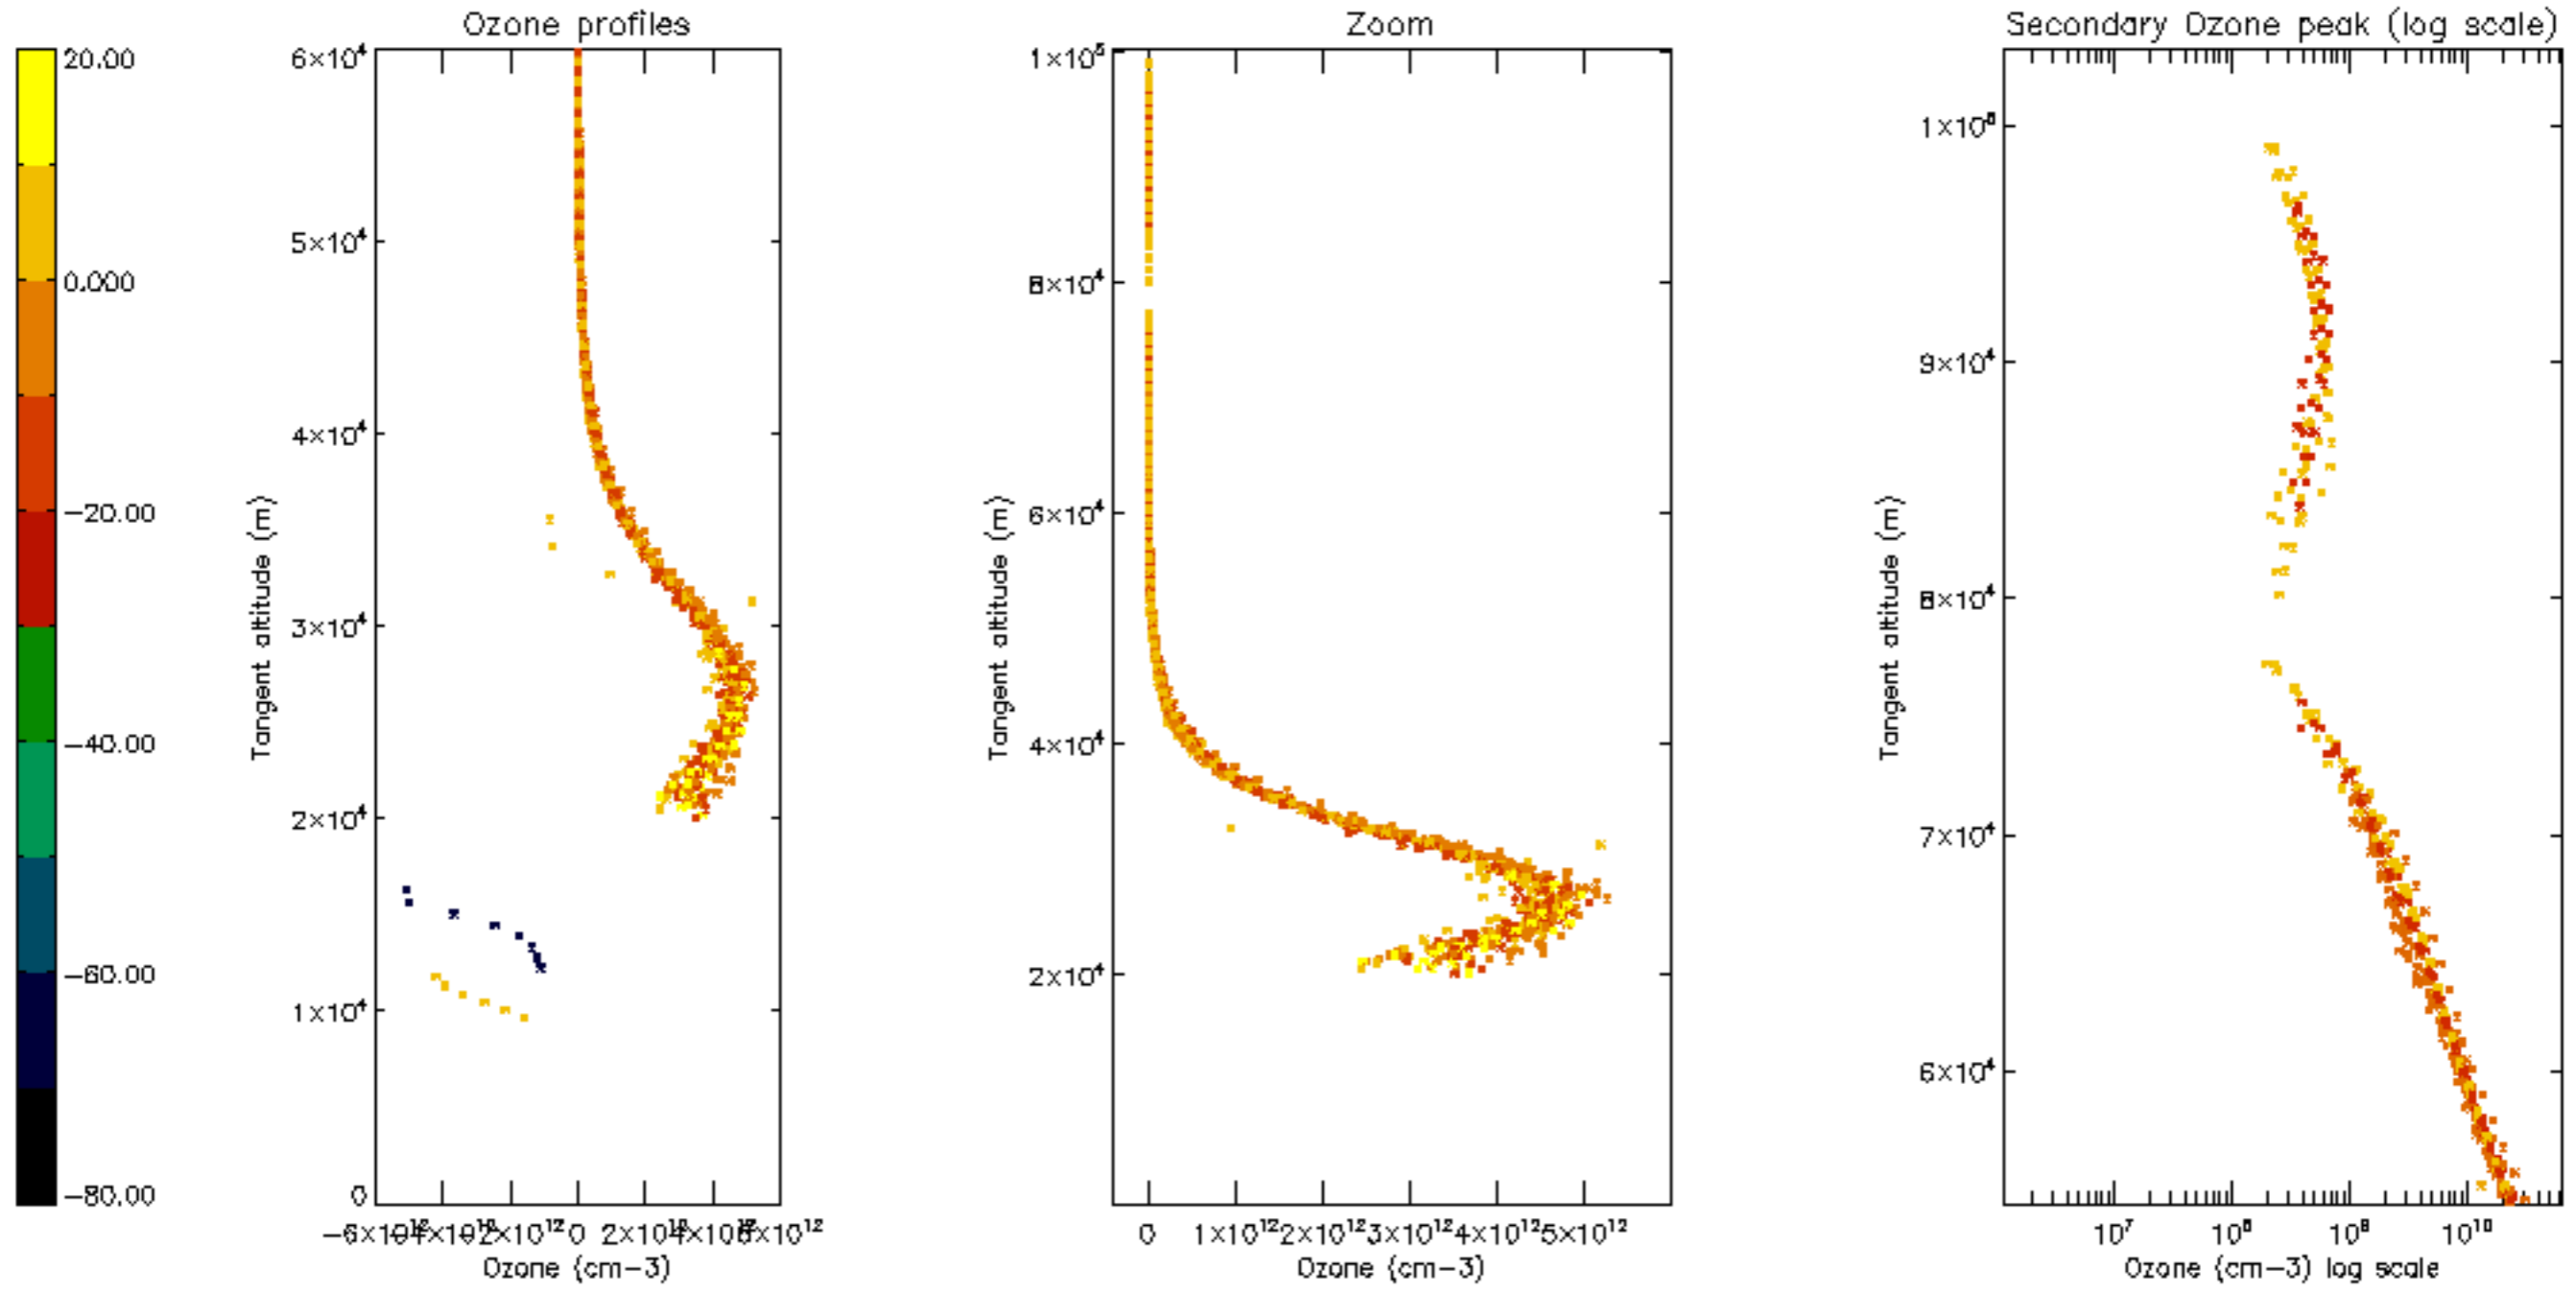 Ozone profiles
Zoom
Secondary Ozone peak (log scale)
20.00
0.000
−20.00
−40.00
−60.00
−80.00
6×10⁴
5×10⁴
4×10⁴
3×10⁴
2×10⁴
1×10⁴
0
Tangent altitude (m)
0
Ozone (cm−3)
1×10⁵
8×10⁴
6×10⁴
4×10⁴
2×10⁴
Tangent altitude (m)
0 1×10¹² 2×10¹² 3×10¹² 4×10¹² 5×10¹²
Ozone (cm−3)
1×10⁵
9×10⁴
8×10⁴
7×10⁴
6×10⁴
Tangent altitude (m)
10⁷ 10⁸ 10⁹ 10¹⁰
Ozone (cm−3) log scale